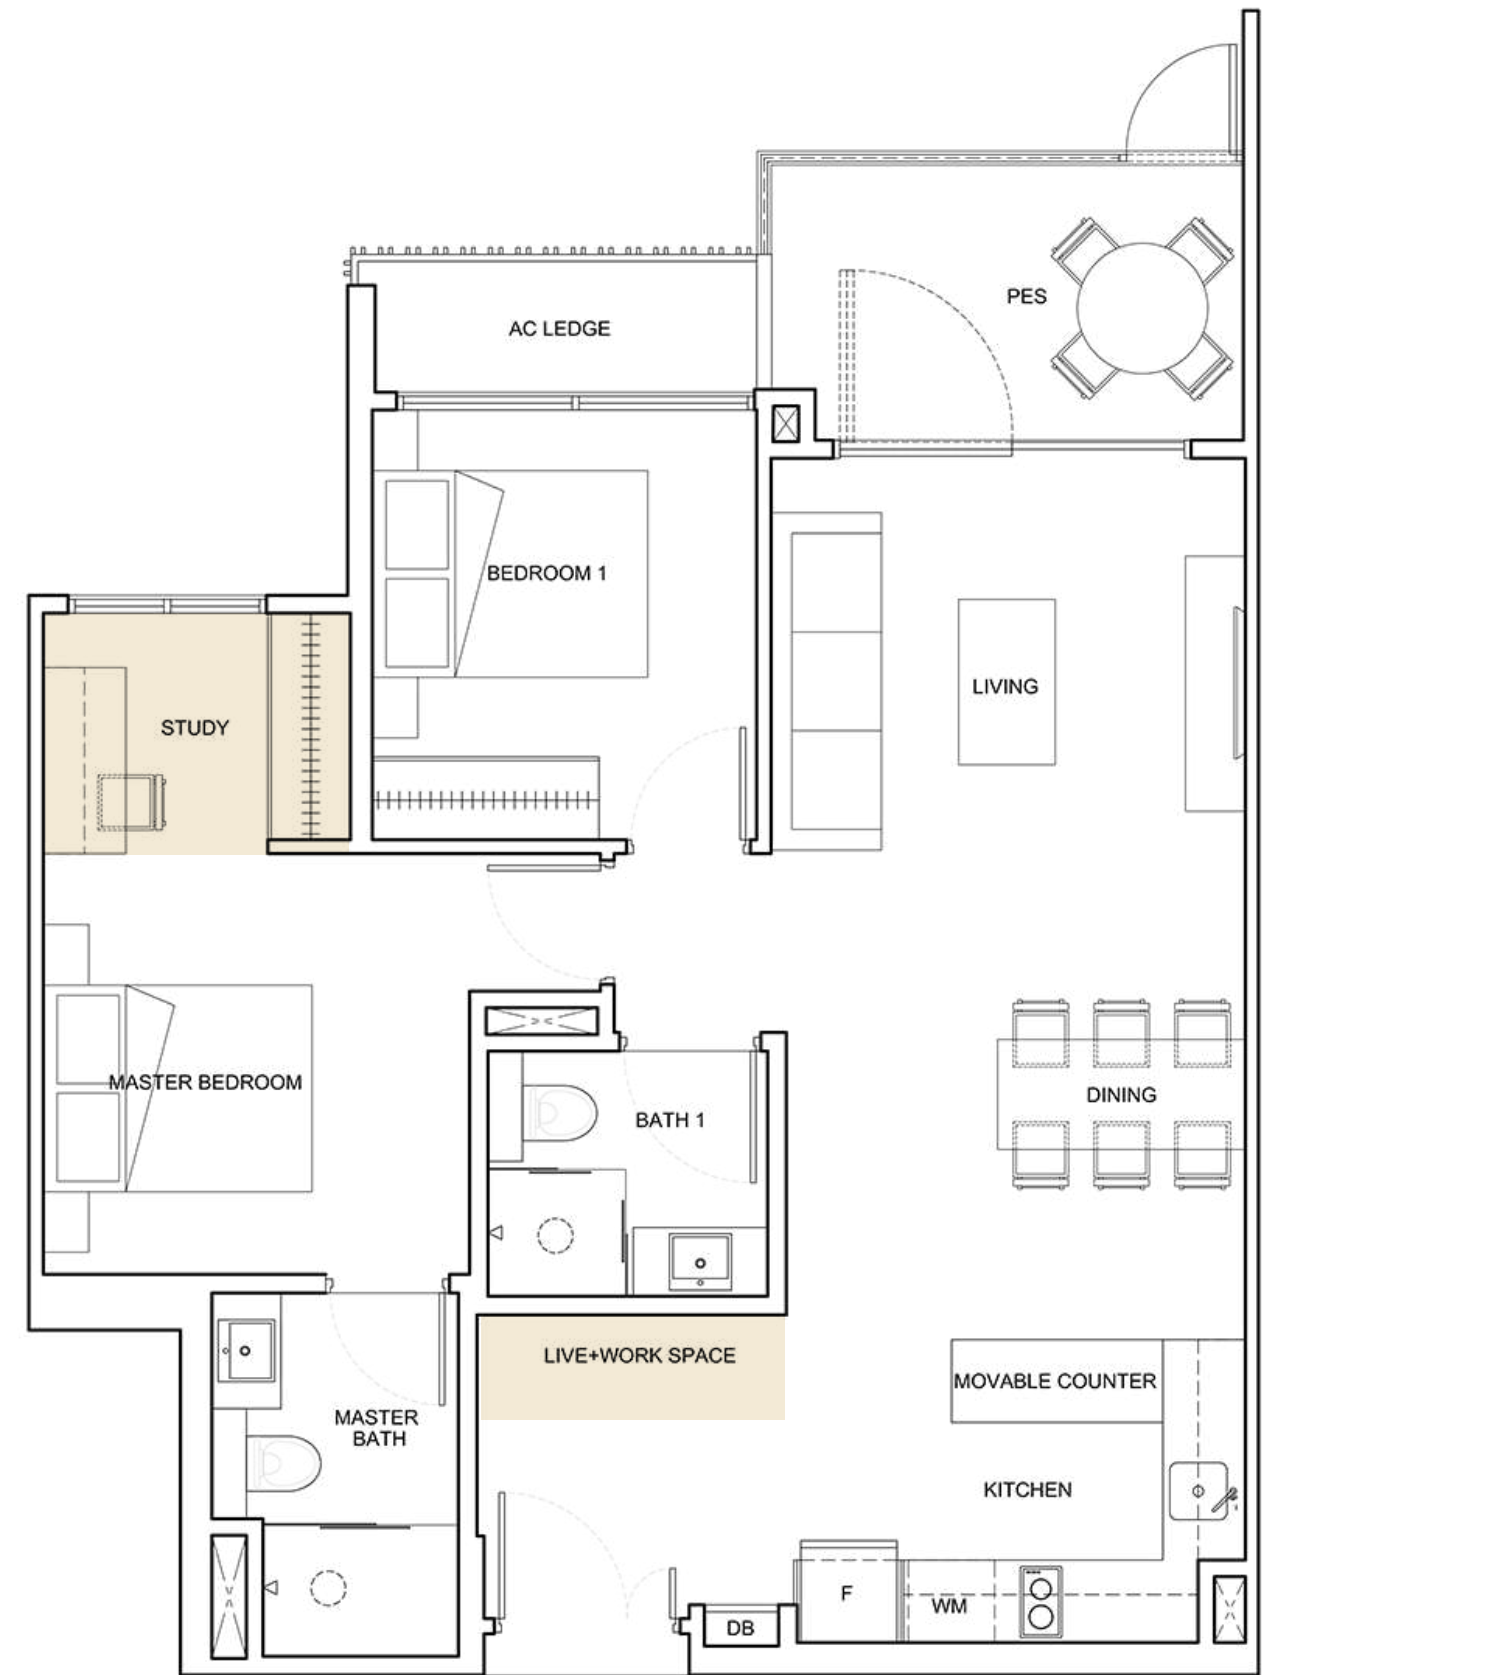 PES
AC LEDGE
BEDROOM 1
LIVING
STUDY
MASTER BEDROOM
DINING
BATH 1
LIVE+WORK SPACE
MOVABLE COUNTER
MASTER
BATH
KITCHEN
F
WM
DB